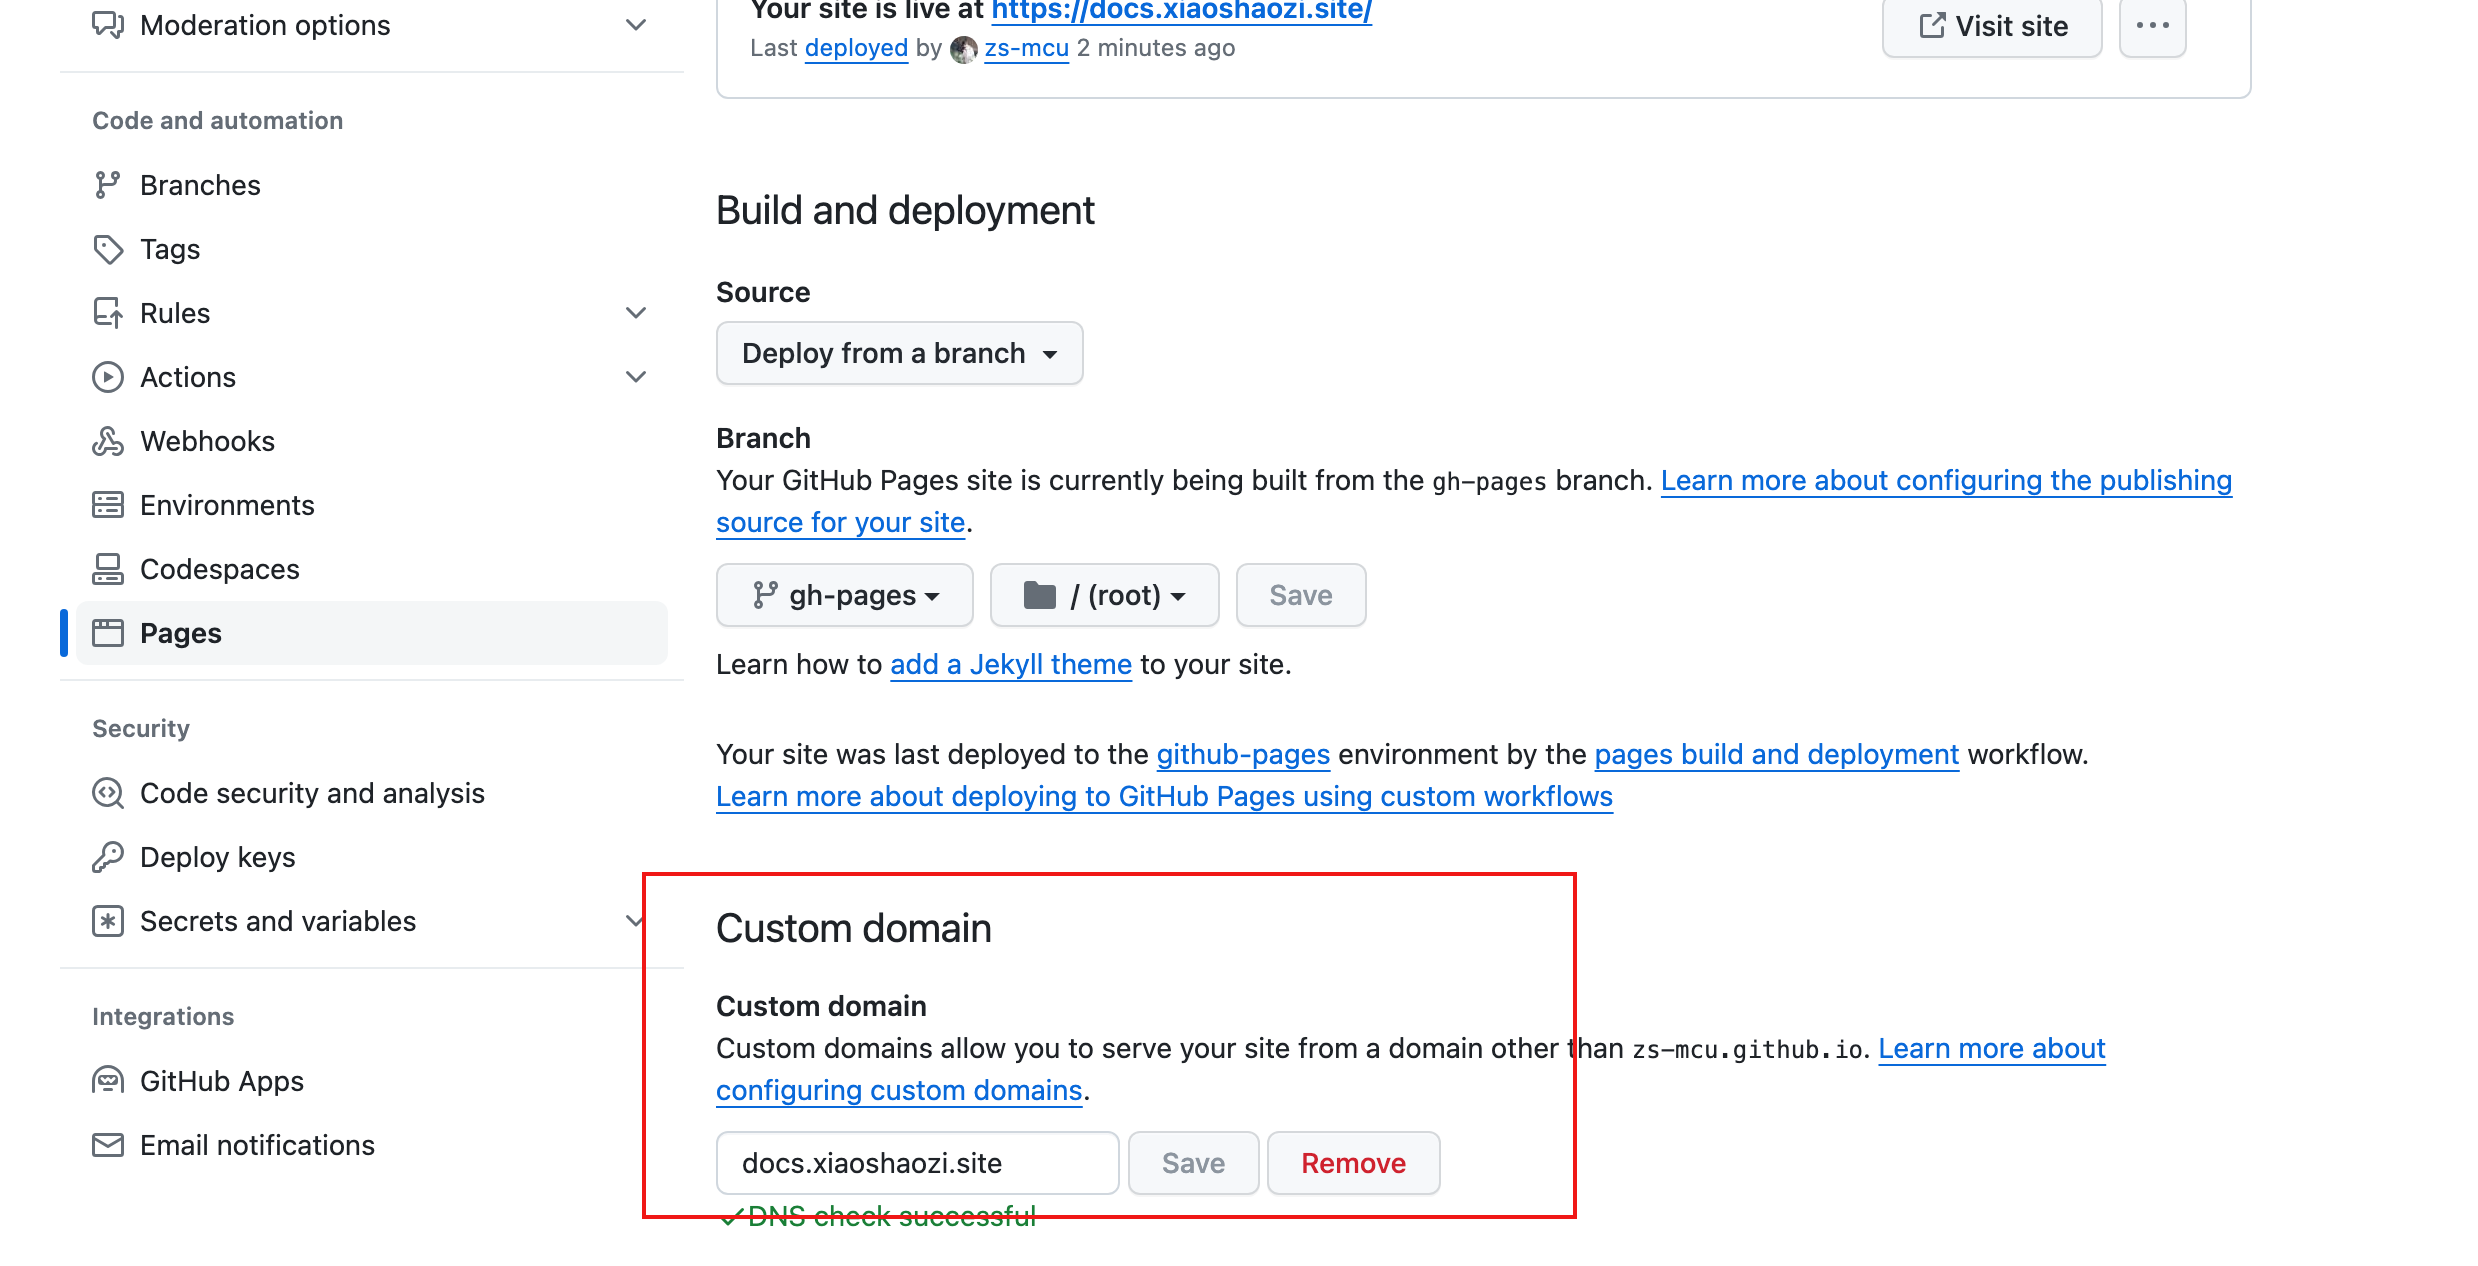 Moderation options
Code and automation
Branches
Tags
Rules
Actions
Webhooks
Environments
Codespaces
Pages
Security
Code security and analysis
Deploy keys
Secrets and variables
Integrations
GitHub Apps
Email notifications
Your site is live at https://docs.xiaoshaozi.site/
Last deployed by zs-mcu 2 minutes ago
Visit site
Build and deployment
Source
Deploy from a branch
Branch
Your GitHub Pages site is currently being built from the gh-pages branch. Learn more about configuring the publishing
source for your site.
gh-pages / (root) Save
Learn how to add a Jekyll theme to your site.
Your site was last deployed to the github-pages environment by the pages build and deployment workflow.
Learn more about deploying to GitHub Pages using custom workflows
Custom domain
Custom domain
Custom domains allow you to serve your site from a domain other than zs-mcu.github.io. Learn more about
configuring custom domains.
docs.xiaoshaozi.site Save Remove
DNS check successful